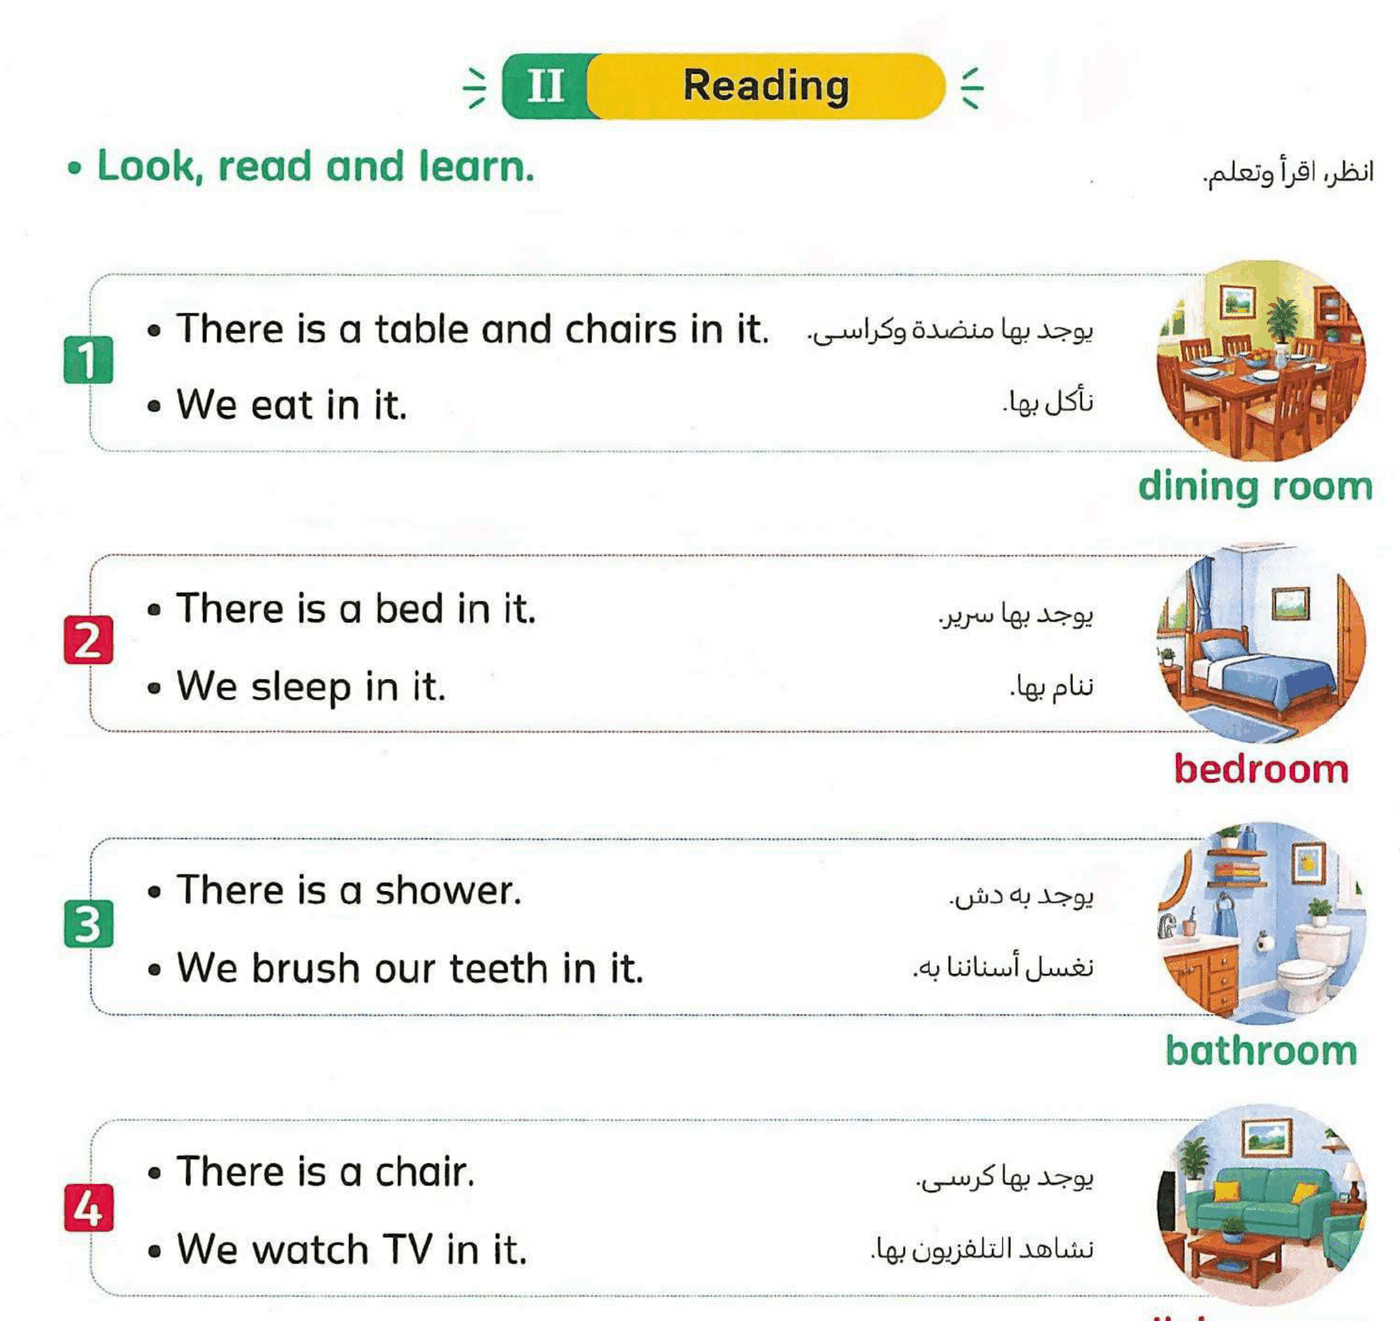 II Reading
• Look, read and learn. انظر، اقرأ وتعلم.
1
• There is a table and chairs in it. يوجد بها منضدة وكراسى.
• We eat in it. نأكل بها.
dining room
2
• There is a bed in it. يوجد بها سرير.
• We sleep in it. ننام بها.
bedroom
3
• There is a shower. يوجد به دش.
• We brush our teeth in it. نغسل أسناننا به.
bathroom
4
• There is a chair. يوجد بها كرسى.
• We watch TV in it. نشاهد التلفزيون بها.